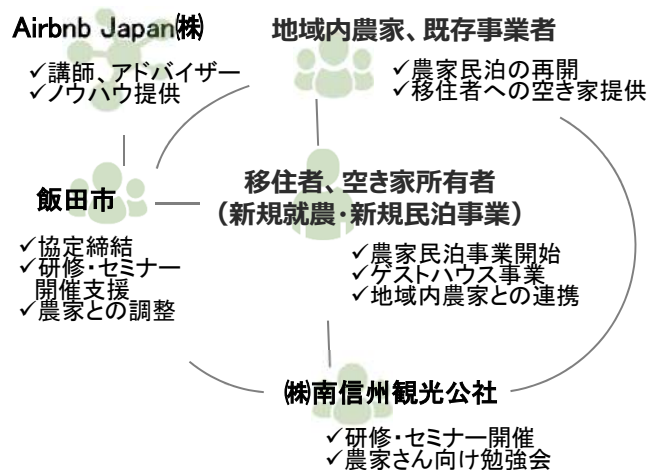 Airbnb Japan㈱
✓講師、アドバイザー
✓ノウハウ提供
地域内農家、既存事業者
✓農家民泊の再開
✓移住者への空き家提供
飯田市
✓協定締結
✓研修・セミナー
開催支援
✓農家との調整
移住者、空き家所有者
（新規就農・新規民泊事業）
✓農家民泊事業開始
✓ゲストハウス事業
✓地域内農家との連携
㈱南信州観光公社
✓研修・セミナー開催
✓農家さん向け勉強会